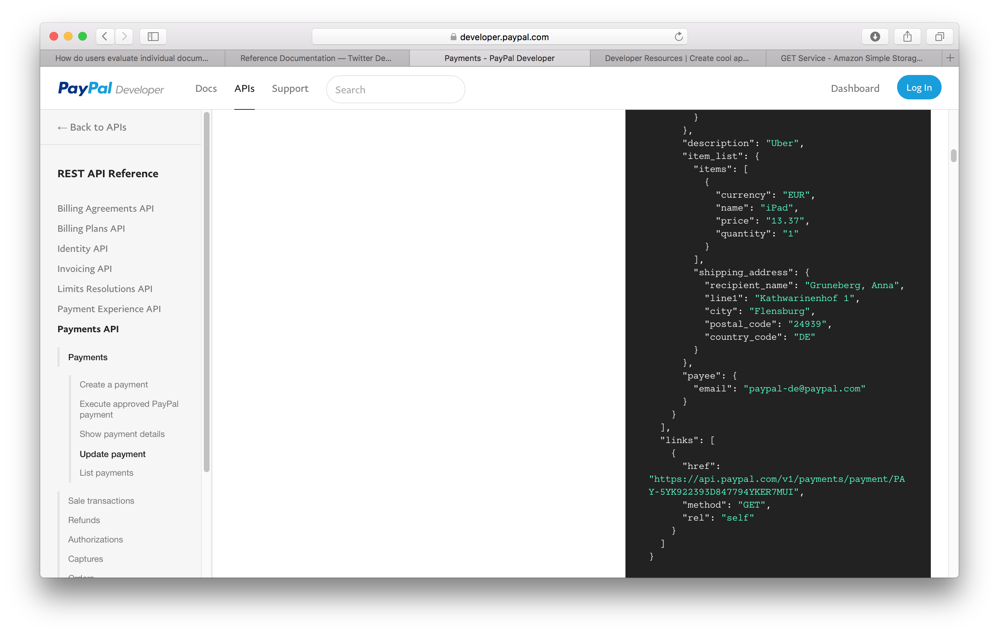 developer.paypal.com
How do users evaluate individual docum...
Reference Documentation — Twitter De...
Payments - PayPal Developer
Developer Resources | Create cool ap...
GET Service - Amazon Simple Storag...
PayPal Developer
Docs
APIs
Support
Search
Dashboard
Log In
← Back to APIs
REST API Reference
Billing Agreements API
Billing Plans API
Identity API
Invoicing API
Limits Resolutions API
Payment Experience API
Payments API
Payments
Create a payment
Execute approved PayPal
payment
Show payment details
Update payment
List payments
Sale transactions
Refunds
Authorizations
Captures
Orders
}
},
"description": "Uber",
"item_list": {
"items": [
{
"currency": "EUR",
"name": "iPad",
"price": "13.37",
"quantity": "1"
}
],
"shipping_address": {
"recipient_name": "Gruneberg, Anna",
"line1": "Kathwarinenhof 1",
"city": "Flensburg",
"postal_code": "24939",
"country_code": "DE"
}
},
"payee": {
"email": "paypal-de@paypal.com"
}
}
],
"links": [
{
"href":
"https://api.paypal.com/v1/payments/payment/PA
Y-5YK922393D847794YKER7MUI",
"method": "GET",
"rel": "self"
}
]
}